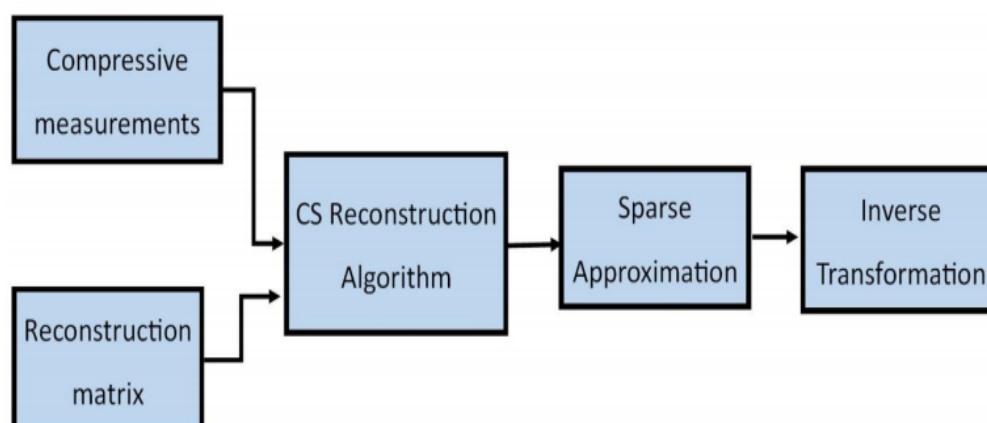 Compressive
measurements
Reconstruction
matrix
CS Reconstruction
Algorithm
Sparse
Approximation
Inverse
Transformation